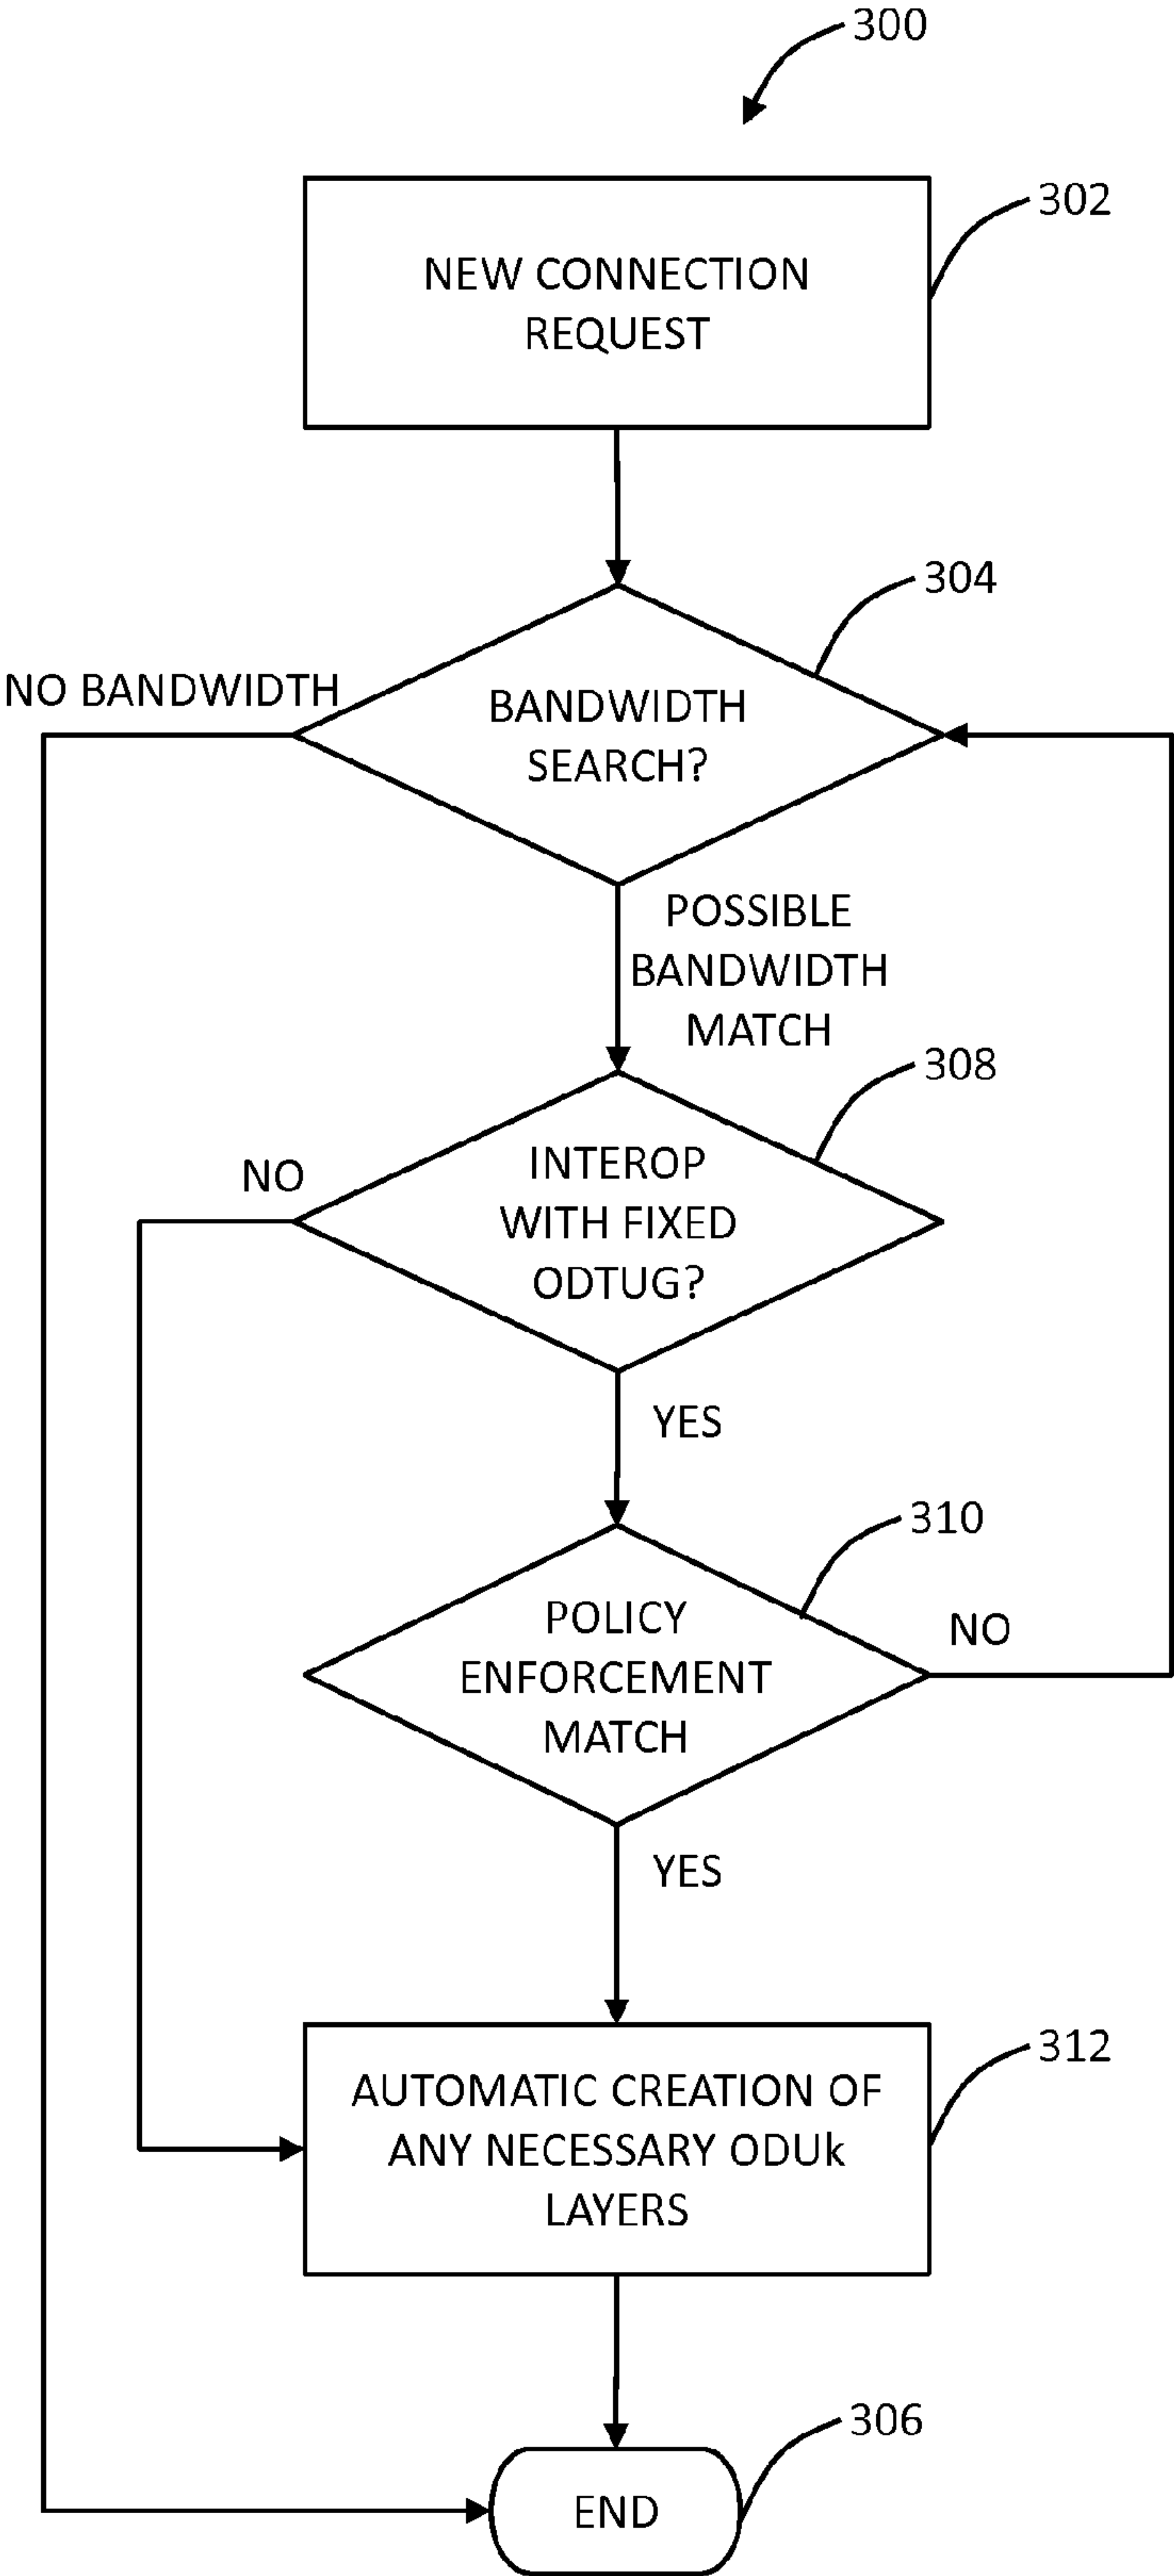 300
302
NEW CONNECTION
REQUEST
304
NO BANDWIDTH
BANDWIDTH
SEARCH?
POSSIBLE
BANDWIDTH
MATCH
308
NO
INTEROP
WITH FIXED
ODTUG?
YES
310
POLICY
ENFORCEMENT
MATCH
NO
YES
312
AUTOMATIC CREATION OF
ANY NECESSARY ODUk
LAYERS
306
END